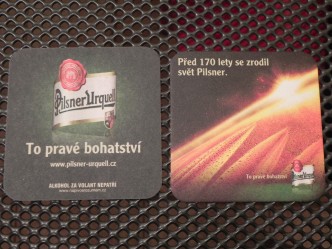 Pilsner Urquell
To pravé bohatství
www.pilsner-urquell.cz
ALKOHOL ZA VOLANT NEPATŘÍ
Před 170 lety se zrodil
svět Pilsner.
To pravé bohatství